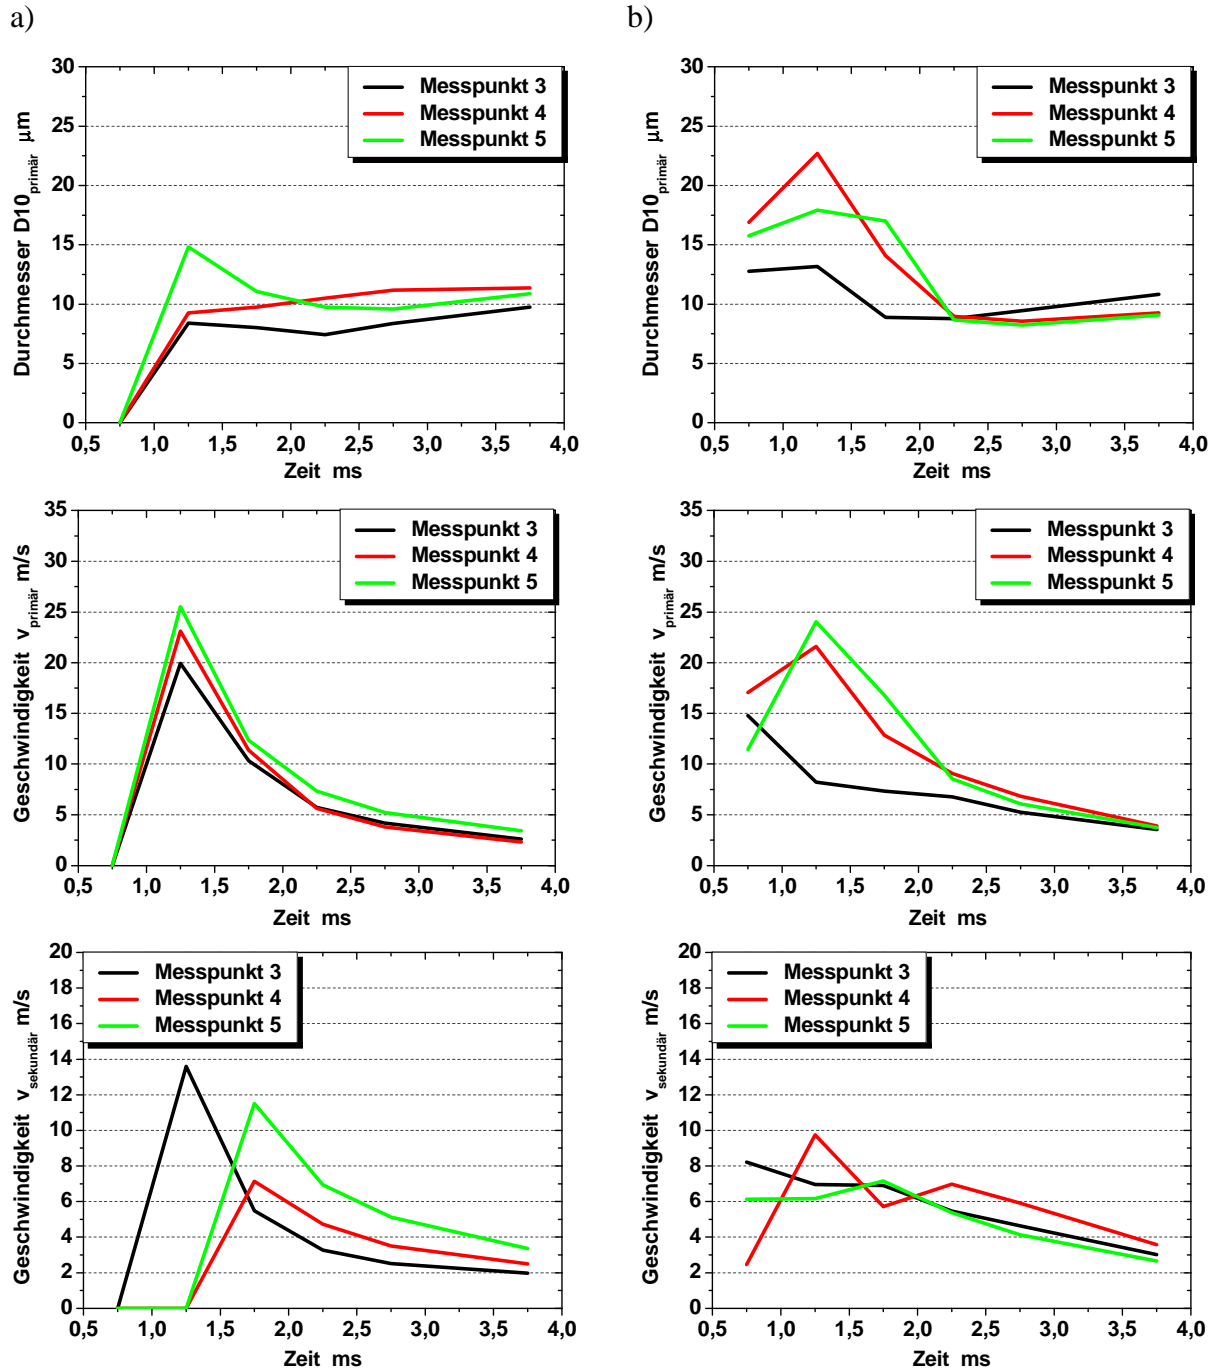 a)
b)
Durchmesser D10primär μm
30
25
20
15
10
5
0
0,5 1,0 1,5 2,0 2,5 3,0 3,5 4,0
Zeit ms
Messpunkt 3
Messpunkt 4
Messpunkt 5
Durchmesser D10primär μm
30
25
20
15
10
5
0
0,5 1,0 1,5 2,0 2,5 3,0 3,5 4,0
Zeit ms
Messpunkt 3
Messpunkt 4
Messpunkt 5
Geschwindigkeit vprimär m/s
35
30
25
20
15
10
5
0
0,5 1,0 1,5 2,0 2,5 3,0 3,5 4,0
Zeit ms
Messpunkt 3
Messpunkt 4
Messpunkt 5
Geschwindigkeit vprimär m/s
35
30
25
20
15
10
5
0
0,5 1,0 1,5 2,0 2,5 3,0 3,5 4,0
Zeit ms
Messpunkt 3
Messpunkt 4
Messpunkt 5
Geschwindigkeit vsekundär m/s
20
18
16
14
12
10
8
6
4
2
0
0,5 1,0 1,5 2,0 2,5 3,0 3,5 4,0
Zeit ms
Messpunkt 3
Messpunkt 4
Messpunkt 5
Geschwindigkeit vsekundär m/s
20
18
16
14
12
10
8
6
4
2
0
0,5 1,0 1,5 2,0 2,5 3,0 3,5 4,0
Zeit ms
Messpunkt 3
Messpunkt 4
Messpunkt 5